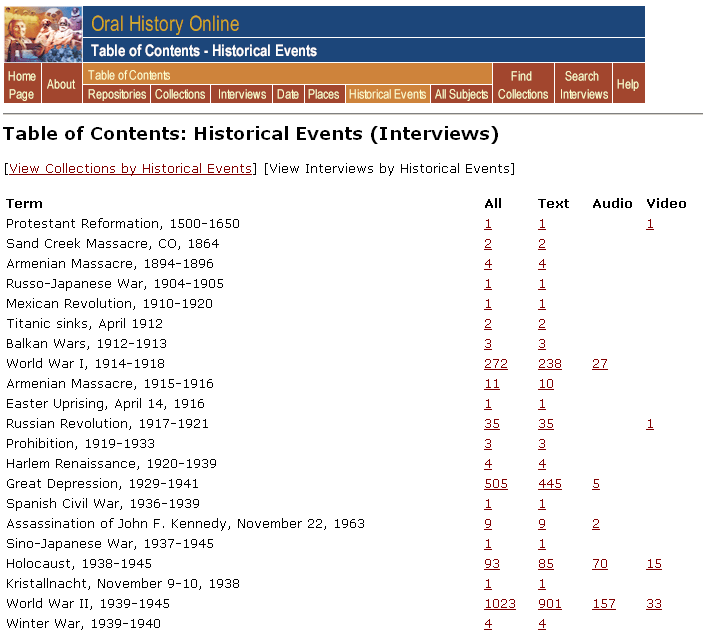 Oral History Online
Table of Contents - Historical Events
Home Page
About
Table of Contents
Repositories Collections Interviews Date Places Historical Events All Subjects
Find Collections
Search Interviews
Help
Table of Contents: Historical Events (Interviews)
[View Collections by Historical Events] [View Interviews by Historical Events]
Term All Text Audio Video
Protestant Reformation, 1500-1650 1 1 1
Sand Creek Massacre, CO, 1864 2 2
Armenian Massacre, 1894-1896 4 4
Russo-Japanese War, 1904-1905 1 1
Mexican Revolution, 1910-1920 1 1
Titanic sinks, April 1912 2 2
Balkan Wars, 1912-1913 3 3
World War I, 1914-1918 272 238 27
Armenian Massacre, 1915-1916 11 10
Easter Uprising, April 14, 1916 1 1
Russian Revolution, 1917-1921 35 35 1
Prohibition, 1919-1933 3 3
Harlem Renaissance, 1920-1939 4 4
Great Depression, 1929-1941 505 445 5
Spanish Civil War, 1936-1939 1 1
Assassination of John F. Kennedy, November 22, 1963 9 9 2
Sino-Japanese War, 1937-1945 1 1
Holocaust, 1938-1945 93 85 70 15
Kristallnacht, November 9-10, 1938 1 1
World War II, 1939-1945 1023 901 157 33
Winter War, 1939-1940 4 4